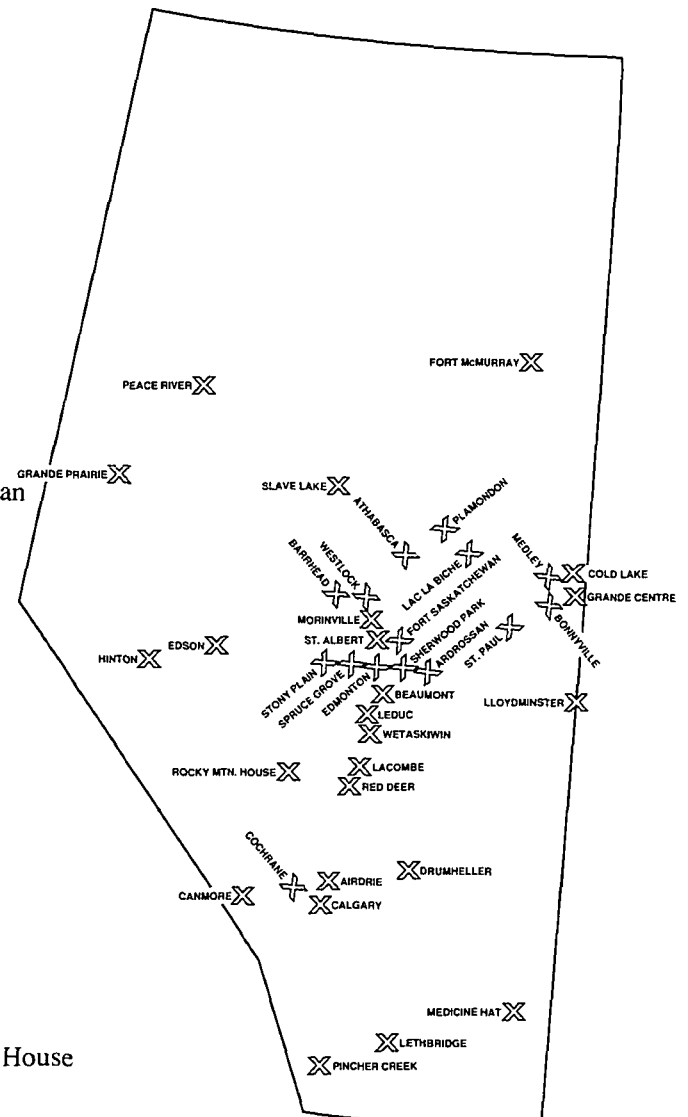 FORT McMURRAY
PEACE RIVER
GRANDE PRAIRIE
an
SLAVE LAKE
ATHABASCA
PLAMONDON
WESTLOCK
BARRHEAD
LAC LA BICHE
MEDLEY
COLD LAKE
GRANDE CENTRE
BONNYVILLE
MORINVILLE
FORT SASKATCHEWAN
ST. ALBERT
SHERWOOD PARK
ARDROSSAN
ST. PAUL
EDSON
HINTON
STONY PLAIN
SPRUCE GROVE
EDMONTON
BEAUMONT
LLOYDMINSTER
LEDUC
WETASKIWIN
ROCKY MTN. HOUSE
LACOMBE
RED DEER
COCHRANE
AIRDRIE
DRUMHELLER
CANMORE
CALGARY
MEDICINE HAT
LETHBRIDGE
House
PINCHER CREEK